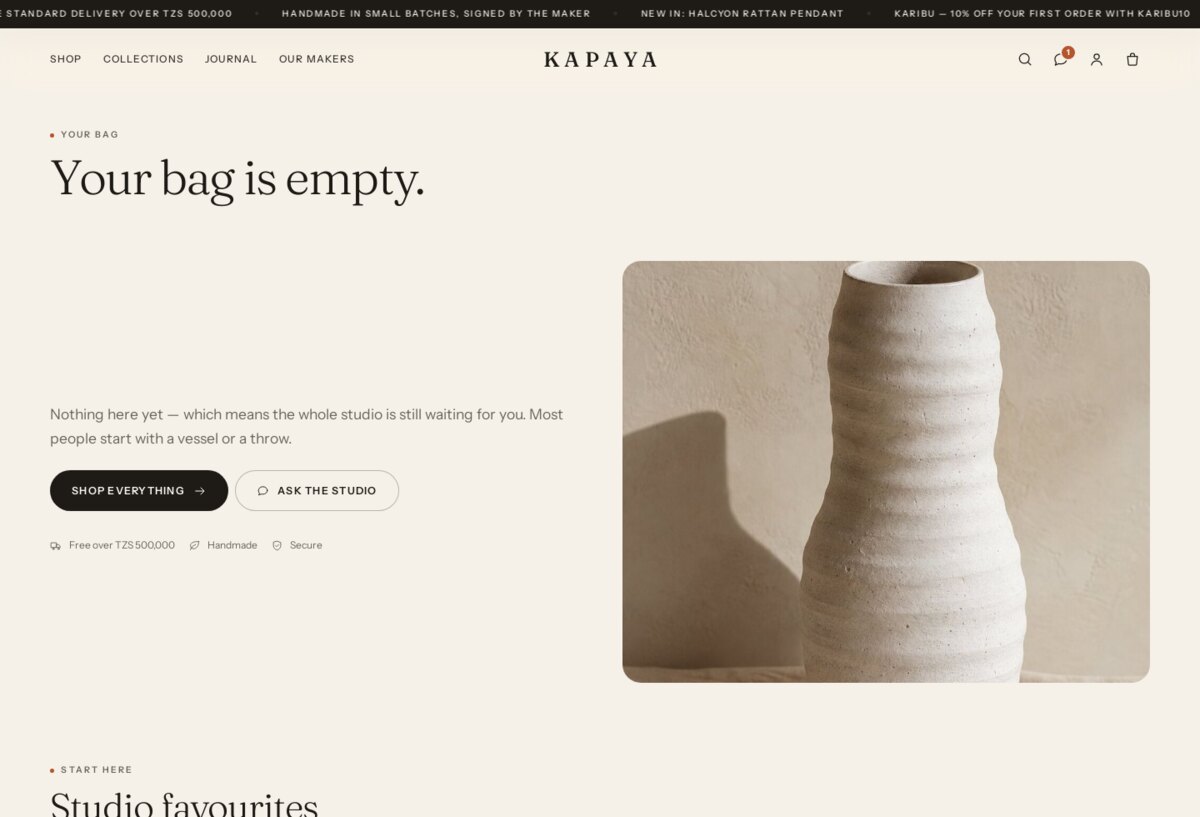 STANDARD DELIVERY OVER TZS 500,000
HANDMADE IN SMALL BATCHES, SIGNED BY THE MAKER
NEW IN: HALCYON RATTAN PENDANT
KARIBU — 10% OFF YOUR FIRST ORDER WITH KARIBU10
SHOP
COLLECTIONS
JOURNAL
OUR MAKERS
KAPAYA
1
YOUR BAG
Your bag is empty.
Nothing here yet — which means the whole studio is still waiting for you. Most
people start with a vessel or a throw.
SHOP EVERYTHING
ASK THE STUDIO
Free over TZS 500,000
Handmade
Secure
START HERE
Studio favourites